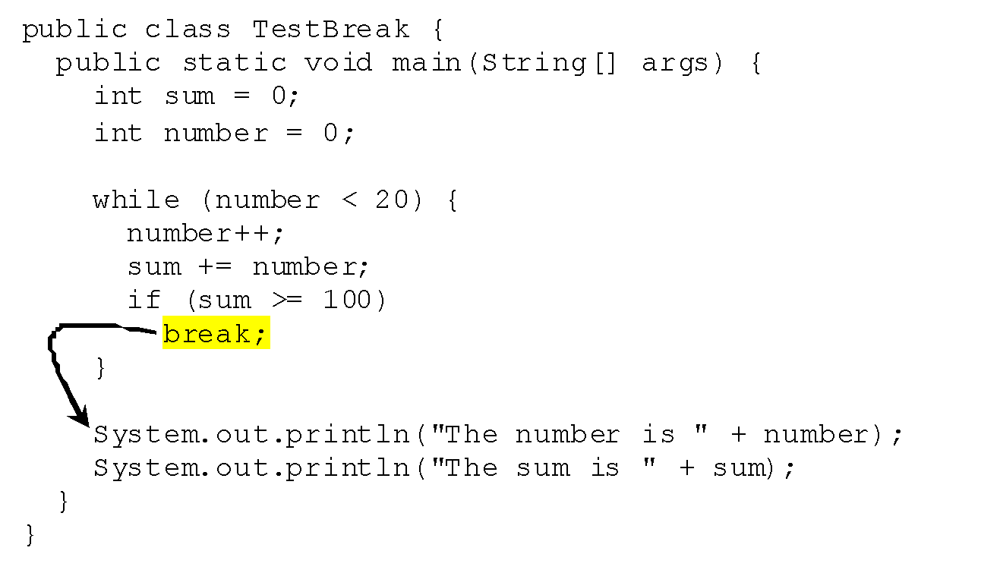 public class TestBreak {
  public static void main(String[] args) {
    int sum = 0;
    int number = 0;

    while (number < 20) {
      number++;
      sum += number;
      if (sum >= 100)
        break;
    }

    System.out.println("The number is " + number);
    System.out.println("The sum is " + sum);
  }
}